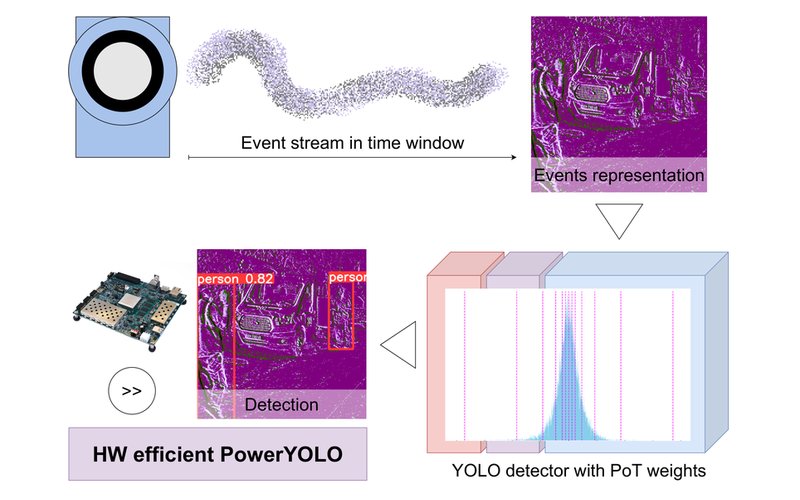 Event stream in time window
Events representation
person 0.82
person
Detection
>>
HW efficient PowerYOLO
YOLO detector with PoT weights